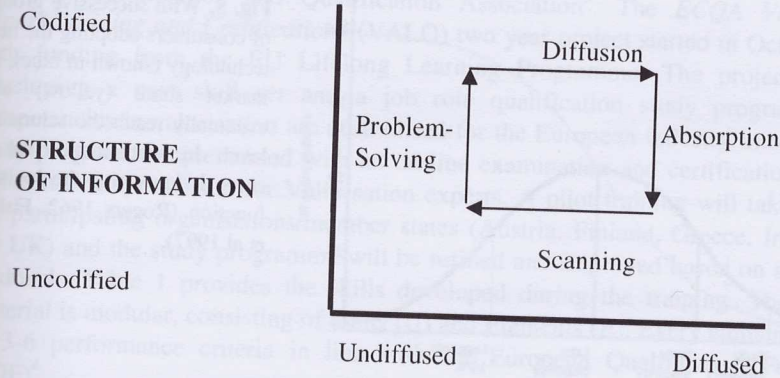 Codified
Diffusion
Problem-
Solving
Absorption
STRUCTURE
OF INFORMATION
Scanning
Uncodified
Undiffused
Diffused